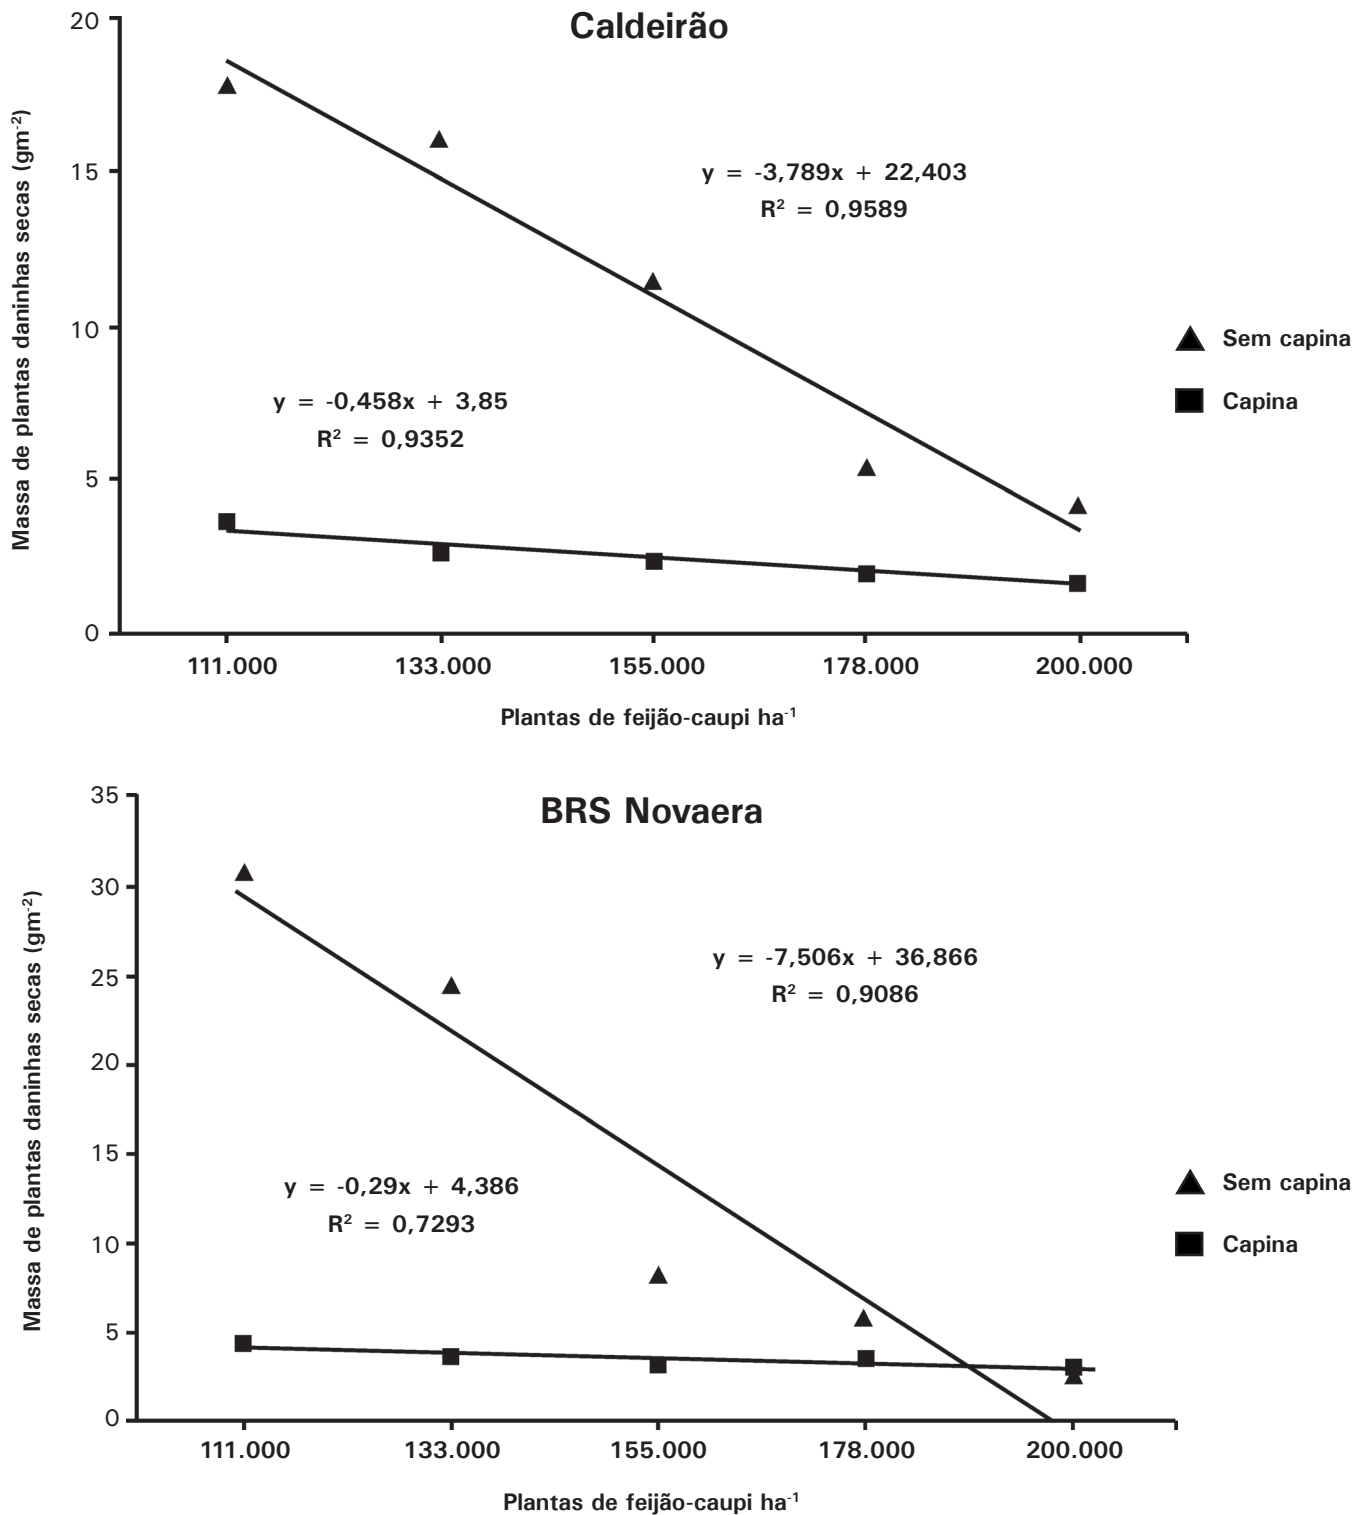 Caldeirão
Massa de plantas daninhas secas (gm⁻²)
20
15
10
5
0
y = -3,789x + 22,403
R² = 0,9589
y = -0,458x + 3,85
R² = 0,9352
Sem capina
Capina
111.000 133.000 155.000 178.000 200.000
Plantas de feijão-caupi ha⁻¹
BRS Novaera
Massa de plantas daninhas secas (gm⁻²)
35
30
25
20
15
10
5
0
y = -7,506x + 36,866
R² = 0,9086
y = -0,29x + 4,386
R² = 0,7293
Sem capina
Capina
111.000 133.000 155.000 178.000 200.000
Plantas de feijão-caupi ha⁻¹